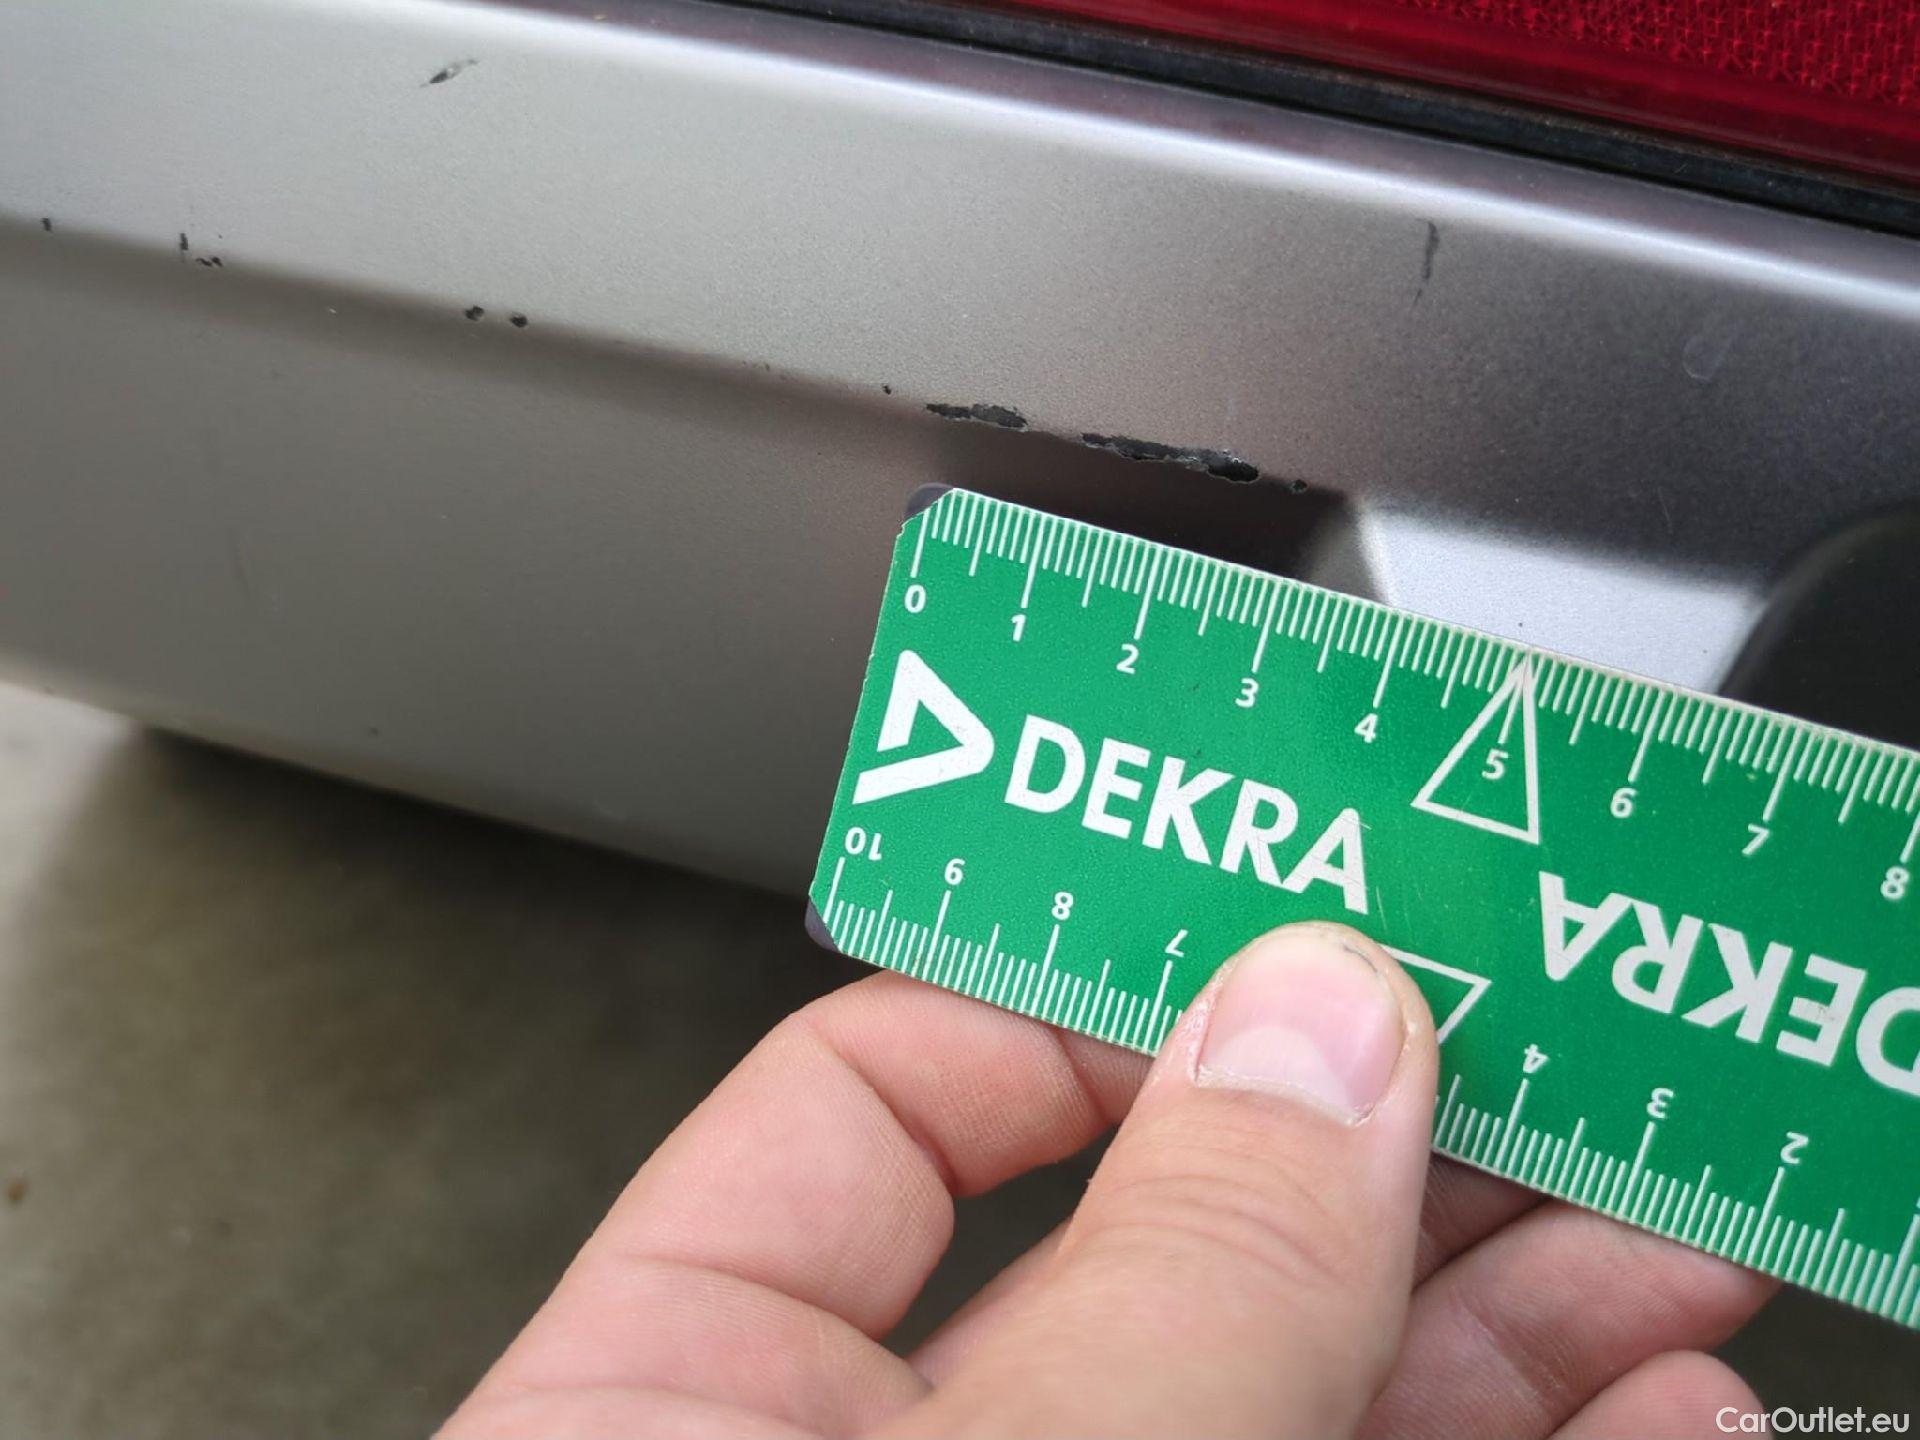 0 1 2 3 4 5 6 7 8
DEKRA
DEKRA
10 9 8 7 4 3 2
CarOutlet.eu